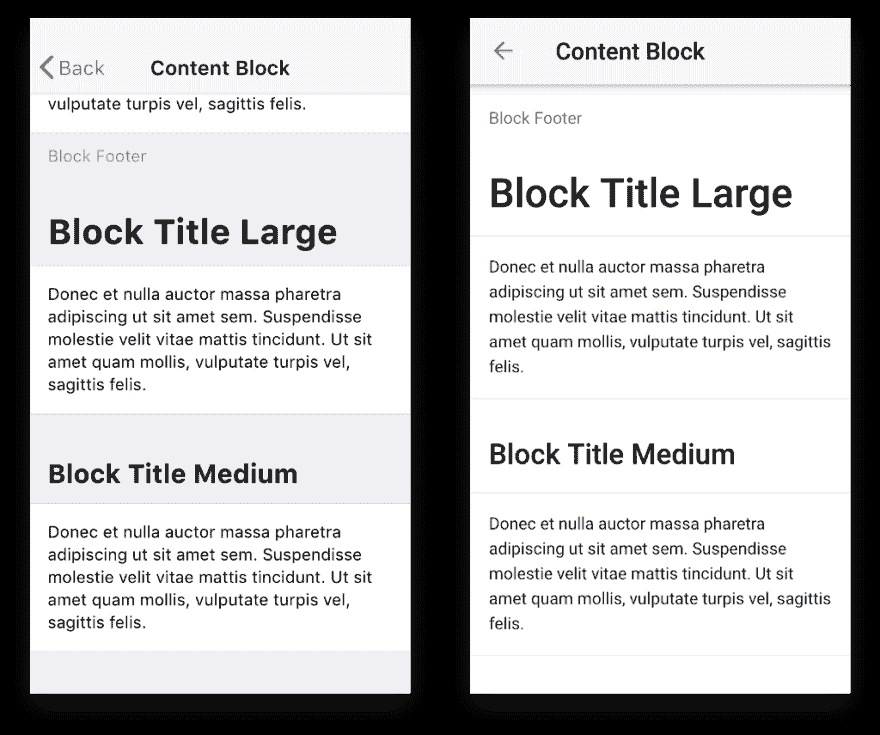 Back
Content Block
vulputate turpis vel, sagittis felis.
Block Footer
Block Title Large
Donec et nulla auctor massa pharetra
adipiscing ut sit amet sem. Suspendisse
molestie velit vitae mattis tincidunt. Ut sit
amet quam mollis, vulputate turpis vel,
sagittis felis.
Block Title Medium
Donec et nulla auctor massa pharetra
adipiscing ut sit amet sem. Suspendisse
molestie velit vitae mattis tincidunt. Ut sit
amet quam mollis, vulputate turpis vel,
sagittis felis.
Content Block
Block Footer
Block Title Large
Donec et nulla auctor massa pharetra
adipiscing ut sit amet sem. Suspendisse
molestie velit vitae mattis tincidunt. Ut sit
amet quam mollis, vulputate turpis vel, sagittis
felis.
Block Title Medium
Donec et nulla auctor massa pharetra
adipiscing ut sit amet sem. Suspendisse
molestie velit vitae mattis tincidunt. Ut sit
amet quam mollis, vulputate turpis vel, sagittis
felis.